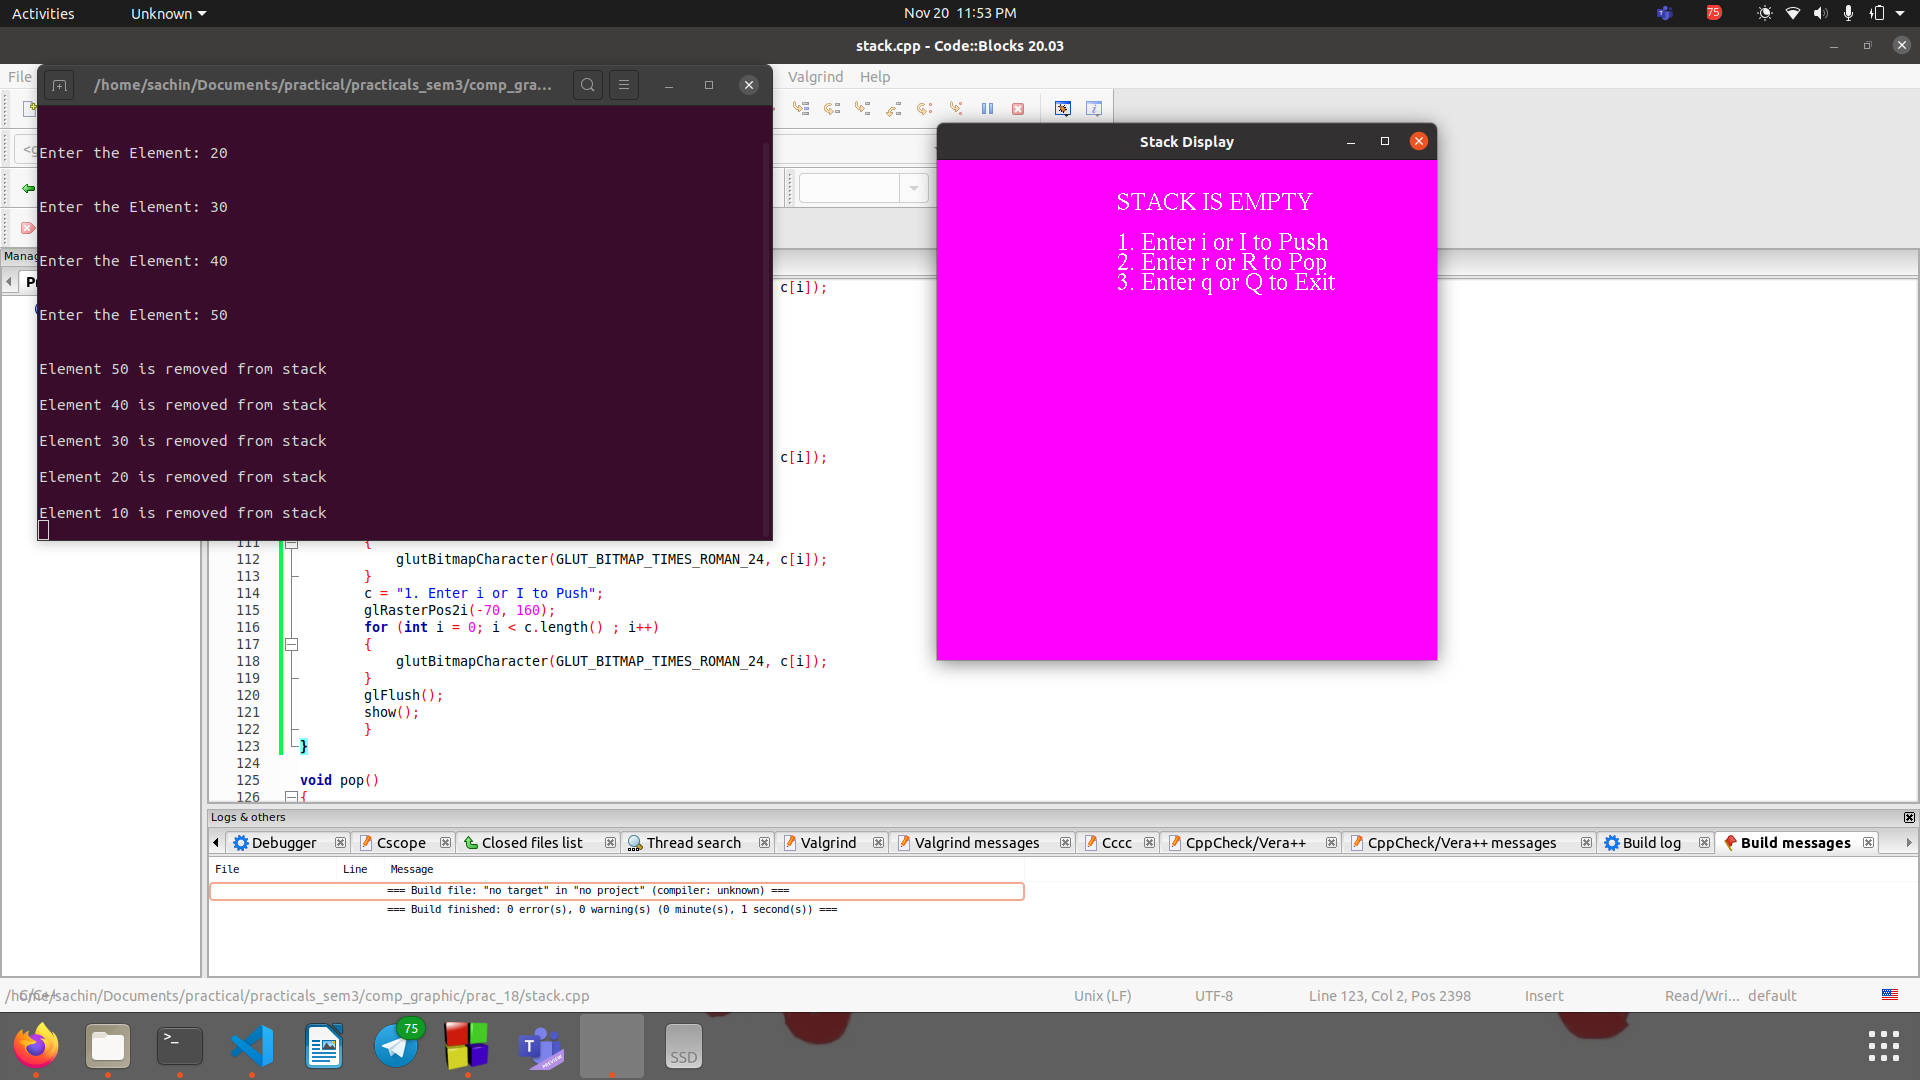 Activities
Unknown
Nov 20 11:53 PM
75
stack.cpp - Code::Blocks 20.03
File
Valgrind
Help
/home/sachin/Documents/practical/practicals_sem3/comp_gra...
Enter the Element: 20
Enter the Element: 30
Enter the Element: 40
Enter the Element: 50
Element 50 is removed from stack
Element 40 is removed from stack
Element 30 is removed from stack
Element 20 is removed from stack
Element 10 is removed from stack
Stack Display
STACK IS EMPTY
1. Enter i or I to Push
2. Enter r or R to Pop
3. Enter q or Q to Exit
<g
Manag
P
c[i]);
c[i]);
111 {
112 glutBitmapCharacter(GLUT_BITMAP_TIMES_ROMAN_24, c[i]);
113 }
114 c = "1. Enter i or I to Push";
115 glRasterPos2i(-70, 160);
116 for (int i = 0; i < c.length() ; i++)
117 {
118 glutBitmapCharacter(GLUT_BITMAP_TIMES_ROMAN_24, c[i]);
119 }
120 glFlush();
121 show();
122 }
123 }
124
125 void pop()
126 {
Logs & others
Debugger
Cscope
Closed files list
Thread search
Valgrind
Valgrind messages
Cccc
CppCheck/Vera++
CppCheck/Vera++ messages
Build log
Build messages
File Line Message
=== Build file: "no target" in "no project" (compiler: unknown) ===
=== Build finished: 0 error(s), 0 warning(s) (0 minute(s), 1 second(s)) ===
/home/sachin/Documents/practical/practicals_sem3/comp_graphic/prac_18/stack.cpp
C/C++
Unix (LF)
UTF-8
Line 123, Col 2, Pos 2398
Insert
Read/Wri...
default
75
SSD